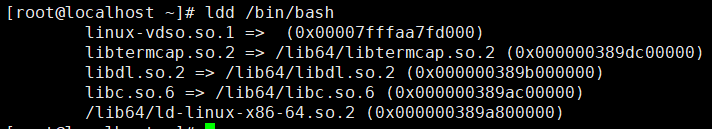 [root@localhost ~]# ldd /bin/bash
linux-vdso.so.1 =>  (0x00007fffaa7fd000)
libtermcap.so.2 => /lib64/libtermcap.so.2 (0x000000389dc00000)
libdl.so.2 => /lib64/libdl.so.2 (0x000000389b000000)
libc.so.6 => /lib64/libc.so.6 (0x000000389ac00000)
/lib64/ld-linux-x86-64.so.2 (0x000000389a800000)
[root@localhost ~]#